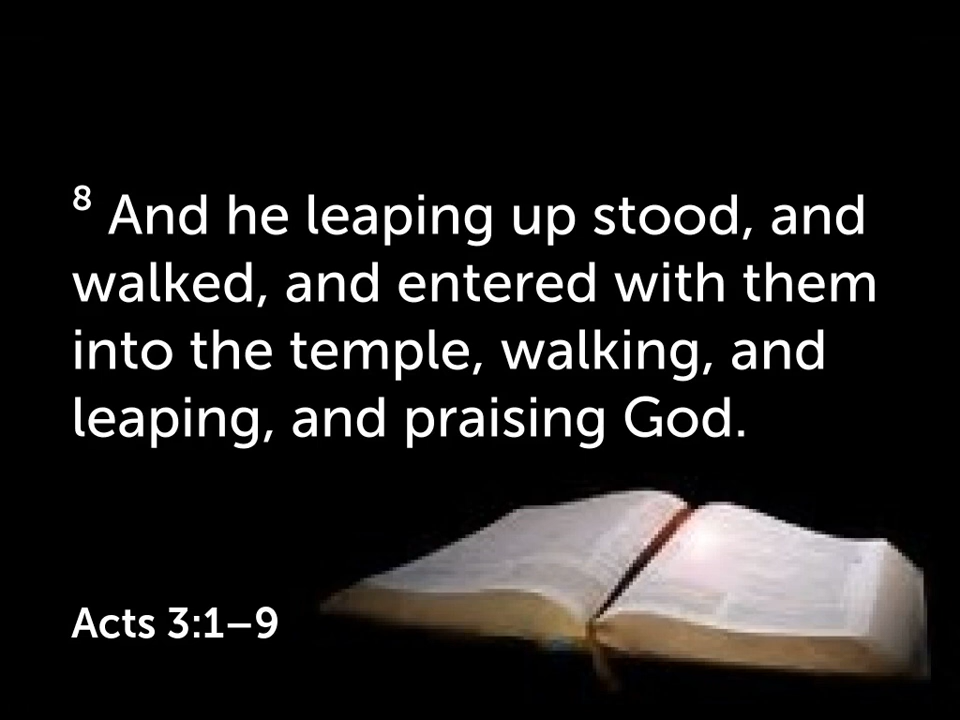 ⁸ And he leaping up stood, and
walked, and entered with them
into the temple, walking, and
leaping, and praising God.
Acts 3:1–9